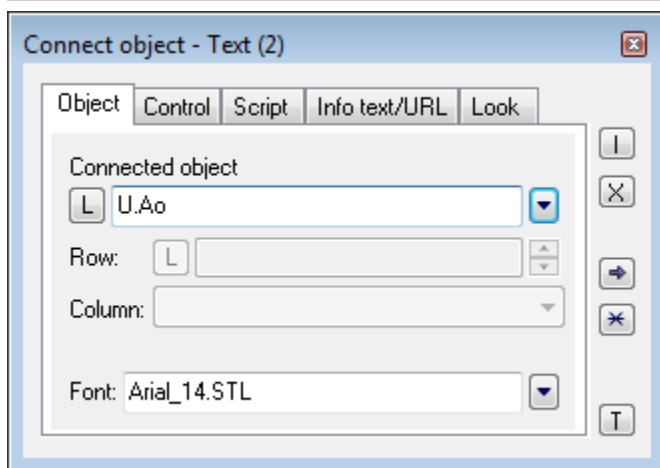 Connect object - Text (2)
Object Control Script Info text/URL Look
I
Connected object
X
L U.Ao
Row: L
Column:
Font: Arial_14.STL
T